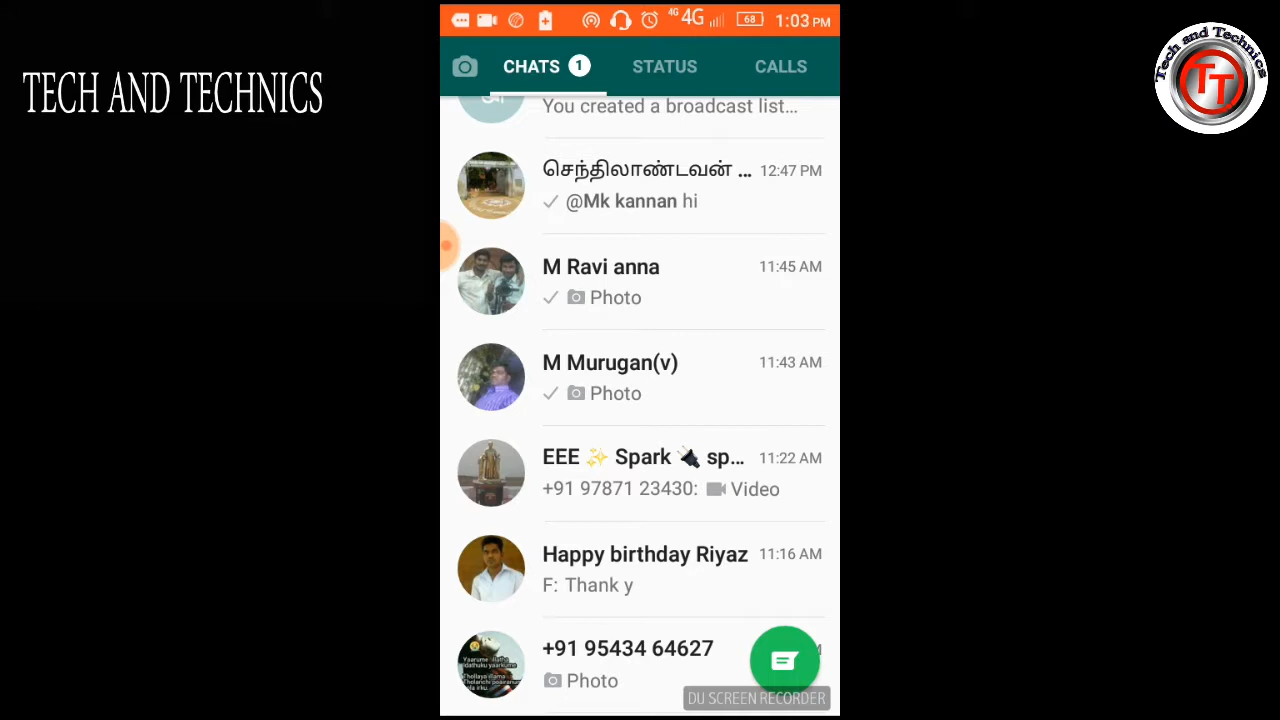 TECH AND TECHNICS
4G 4G 68 1:03 PM
CHATS 1 STATUS CALLS
You created a broadcast list...
செந்திலாண்டவன் ... 12:47 PM
@Mk kannan hi
M Ravi anna 11:45 AM
Photo
M Murugan(v) 11:43 AM
Photo
EEE ✨ Spark 🔌 sp... 11:22 AM
+91 97871 23430: Video
Happy birthday Riyaz 11:16 AM
F: Thank y
+91 95434 64627
Photo
DU SCREEN RECORDER
Tech and Technics
TT